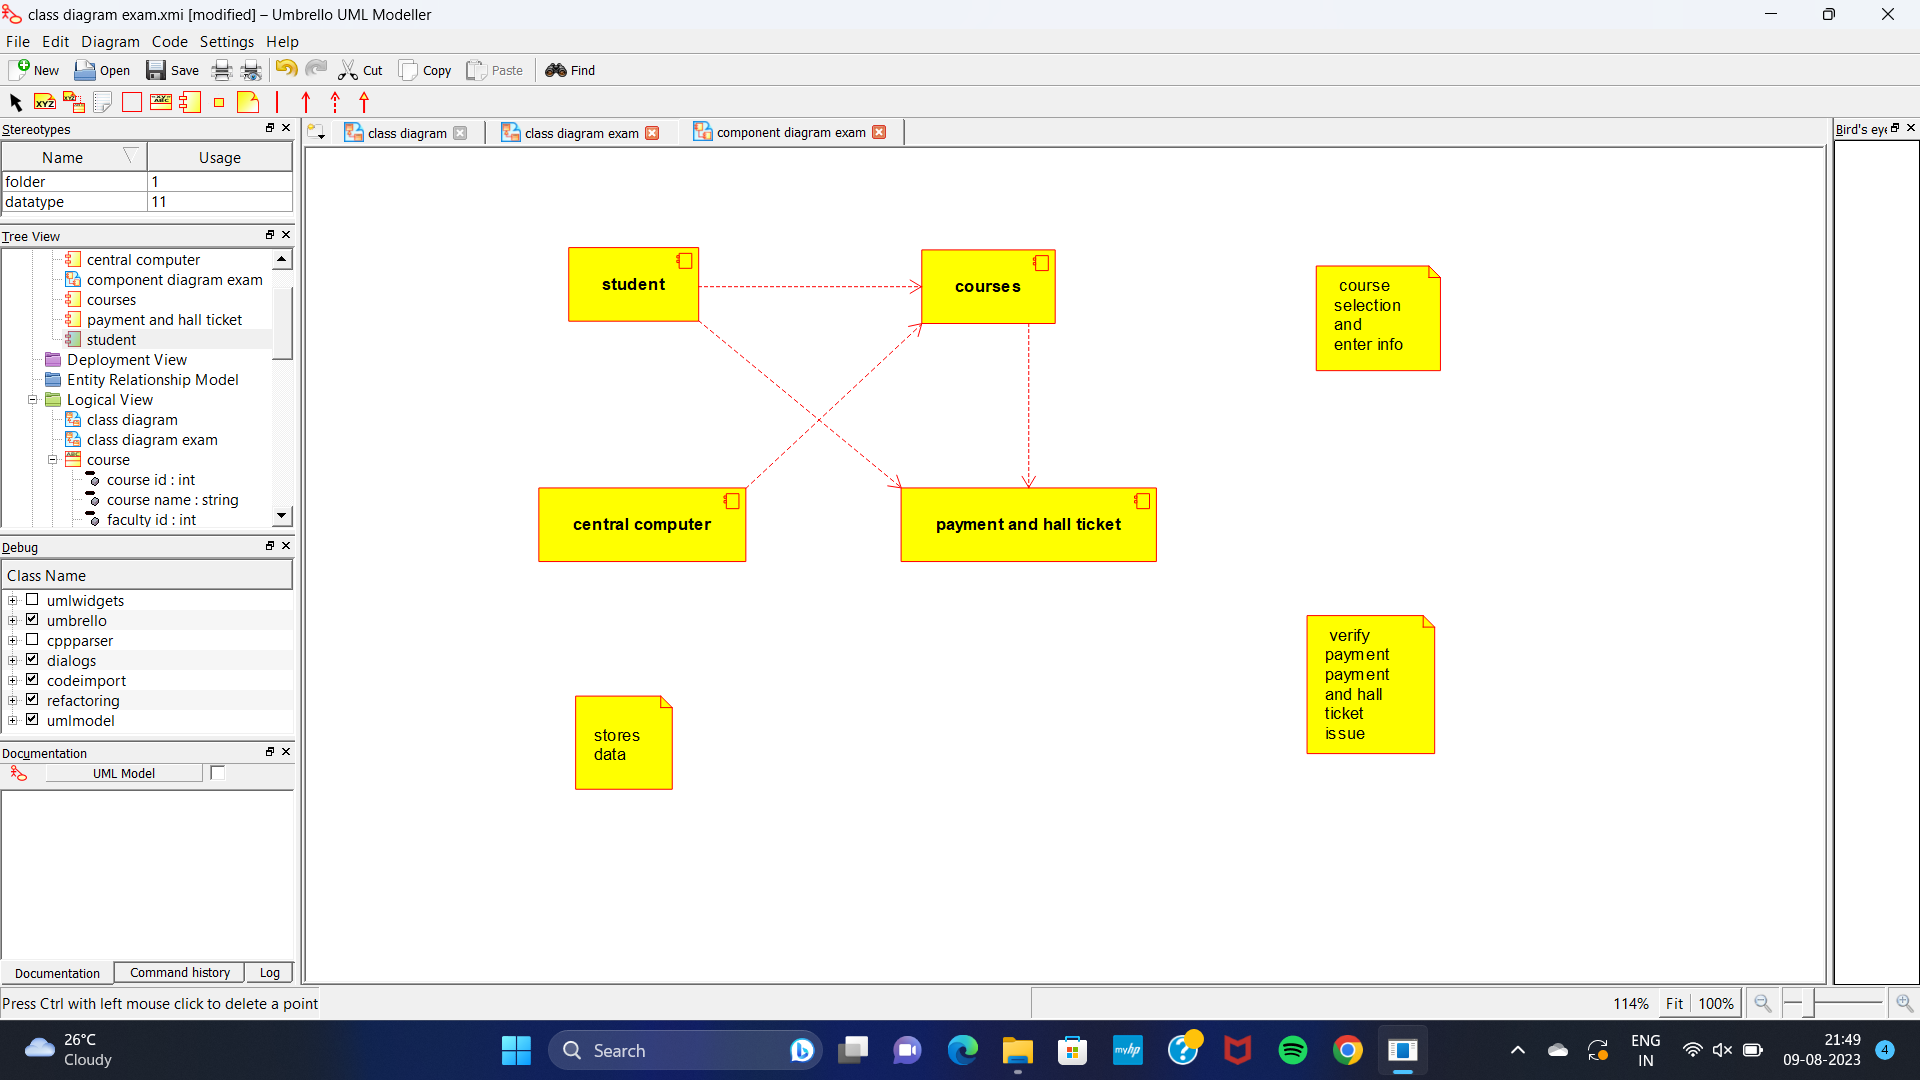 class diagram exam.xmi [modified] – Umbrello UML Modeller
File Edit Diagram Code Settings Help
New Open Save Cut Copy Paste Find
XYZ XYZ ABC
Stereotypes
Name Usage
folder 1
datatype 11
Tree View
central computer
component diagram exam
courses
payment and hall ticket
student
Deployment View
Entity Relationship Model
Logical View
class diagram
class diagram exam
course
course id : int
course name : string
faculty id : int
Debug
Class Name
umlwidgets
umbrello
cppparser
dialogs
codeimport
refactoring
umlmodel
Documentation
UML Model
Documentation Command history Log
class diagram class diagram exam component diagram exam
student
courses
central computer
payment and hall ticket
course
selection
and
enter info
verify
payment
payment
and hall
ticket
issue
stores
data
Bird's eye
Press Ctrl with left mouse click to delete a point
114% Fit 100%
26°C
Cloudy
Search
myhp
ENG
IN
21:49
09-08-2023
4